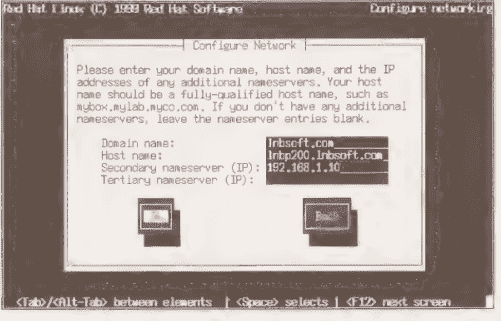 Red Hat Linux (C) 1999 Red Hat Software Configure networking
Configure Network
Please enter your domain name, host name, and the IP
addresses of any additional nameservers. Your host
name should be a fully-qualified host name, such as
mybox.mylab.myco.com. If you don't have any additional
nameservers, leave the nameserver entries blank.
Domain name: lnbsoft.com
Host name: lnbp200.lnbsoft.com
Secondary nameserver (IP): 192.168.1.10
Tertiary nameserver (IP):
Back
<Tab>/<Alt-Tab> between elements | <Space> selects | <F12> next screen